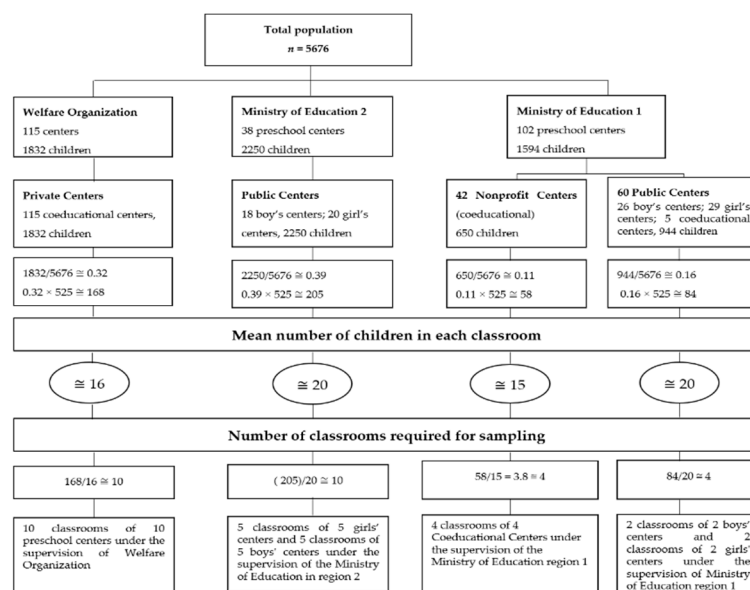 Total population
n = 5676
Welfare Organization
115 centers
1832 children
Ministry of Education 2
38 preschool centers
2250 children
Ministry of Education 1
102 preschool centers
1594 children
Private Centers
115 coeducational centers,
1832 children
Public Centers
18 boy's centers; 20 girl's
centers, 2250 children
42 Nonprofit Centers
(coeducational)
650 children
60 Public Centers
26 boy's centers; 29 girl's
centers; 5 coeducational
centers, 944 children
1832/5676 ≅ 0.32
0.32 × 525 ≅ 168
2250/5676 ≅ 0.39
0.39 × 525 ≅ 205
650/5676 ≅ 0.11
0.11 × 525 ≅ 58
944/5676 ≅ 0.16
0.16 × 525 ≅ 84
Mean number of children in each classroom
≅ 16
≅ 20
≅ 15
≅ 20
Number of classrooms required for sampling
168/16 ≅ 10
( 205)/20 ≅ 10
58/15 = 3.8 ≅ 4
84/20 ≅ 4
10 classrooms of 10
preschool centers under the
supervision of Welfare
Organization
5 classrooms of 5 girls'
centers and 5 classrooms of
5 boys' centers under the
supervision of the Ministry
of Education in region 2
4 classrooms of 4
Coeducational Centers under
the supervision of the
Ministry of Education region 1
2 classrooms of 2 boys'
centers and 2
classrooms of 2 girls'
centers under the
supervision of Ministry
of Education region 1